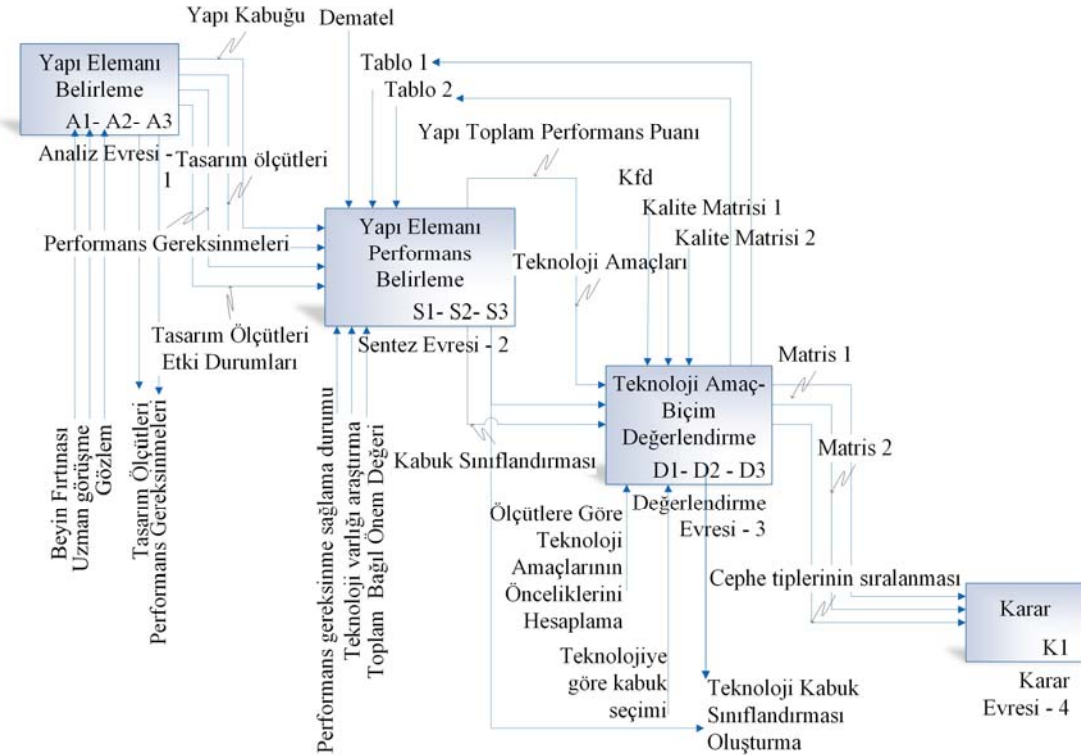 Yapı Kabuğu
Dematel
Yapı Elemanı
Belirleme
A1- A2- A3
Analiz Evresi -
1
Tablo 1
Tablo 2
Yapı Toplam Performans Puanı
Tasarım ölçütleri
Kfd
Kalite Matrisi 1
Kalite Matrisi 2
Performans Gereksinmeleri
Yapı Elemanı
Performans
Belirleme
S1- S2- S3
Sentez Evresi - 2
Teknoloji Amaçları
Tasarım Ölçütleri
Etki Durumları
Matris 1
Teknoloji Amaç-
Biçim
Değerlendirme
D1- D2 - D3
Değerlendirme
Evresi - 3
Matris 2
Kabuk Sınıflandırması
Beyin Fırtınası
Uzman görüşme
Gözlem
Tasarım Ölçütleri
Performans Gereksinmeleri
Performans gereksinme sağlama durumu
Teknoloji varlığı araştırma
Toplam Bağıl Önem Değeri
Ölçütlere Göre
Teknoloji
Amaçlarının
Önceliklerini
Hesaplama
Cephe tiplerinin sıralanması
Karar
K1
Karar
Evresi - 4
Teknolojiye
göre kabuk
seçimi
Teknoloji Kabuk
Sınıflandırması
Oluşturma